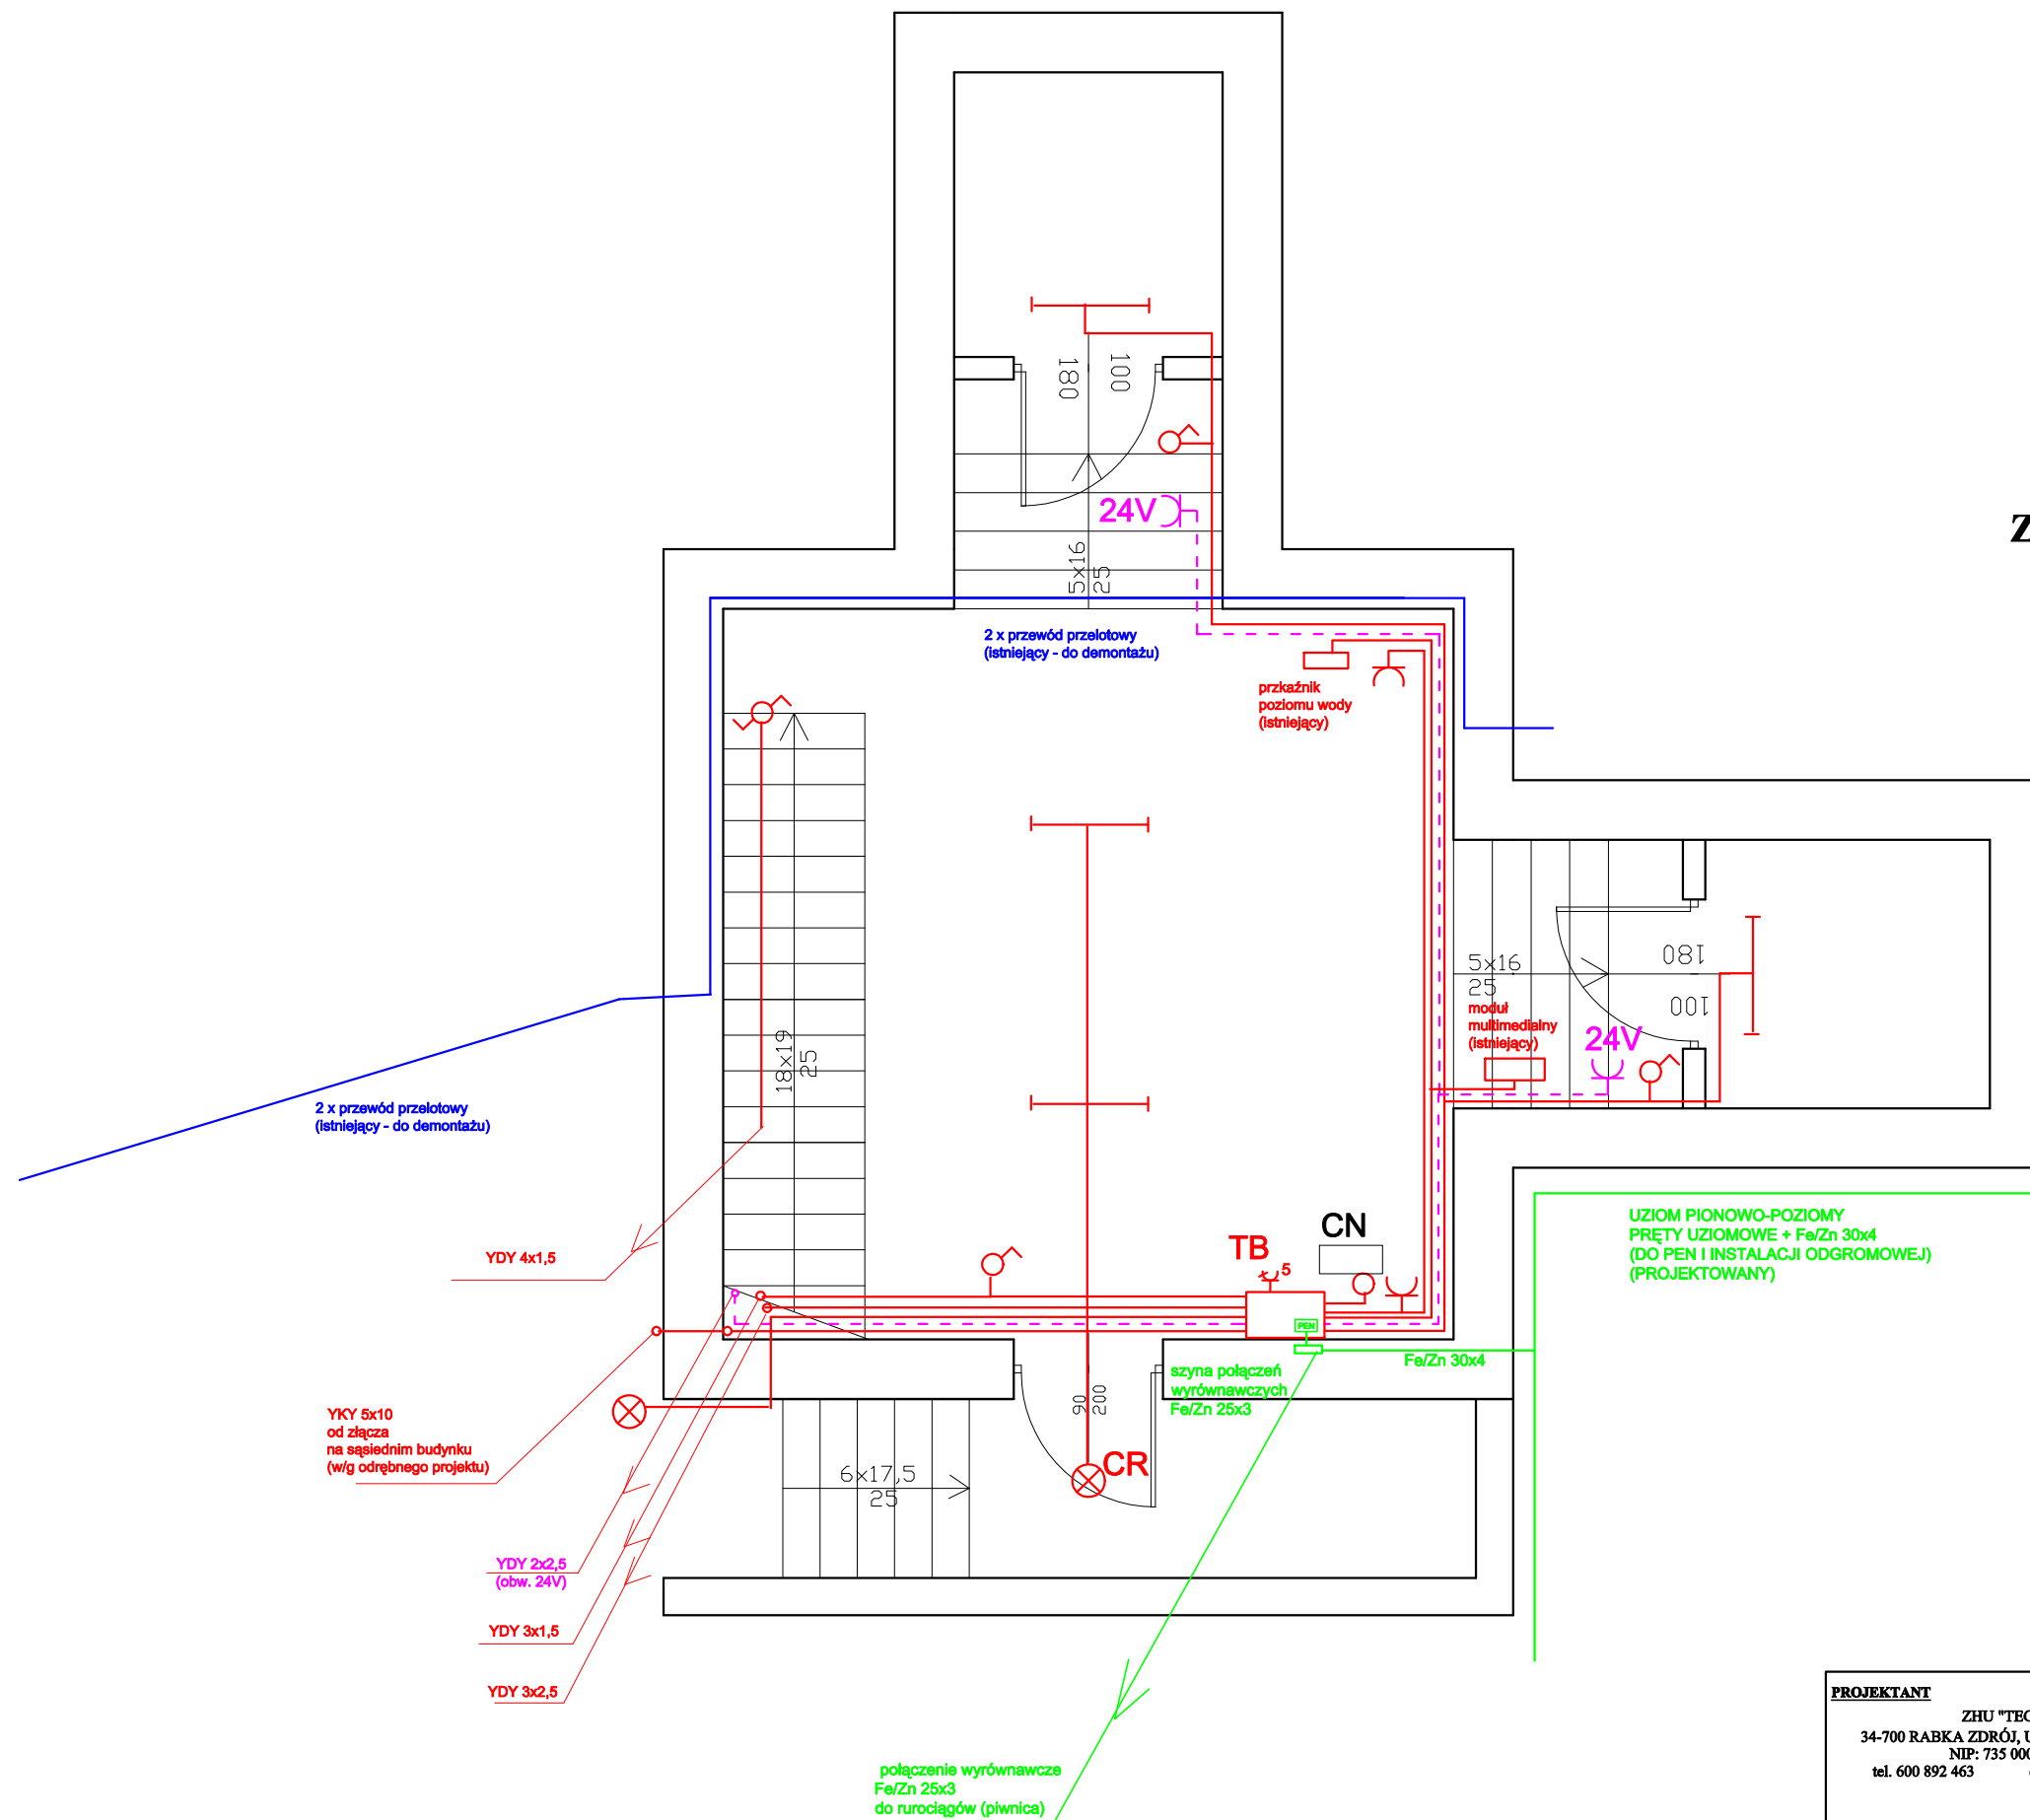 180
100
24V
5x16
25
Z
2 x przewód przelotowy
(istniejący - do demontażu)
przkaźnik
poziomu wody
(istniejący)
5x16
25
180
100
moduł
multimedialny
(istniejący)
24V
18x19
25
2 x przewód przelotowy
(istniejący - do demontażu)
YDY 4x1,5
TB
CN
5
PEN
UZIOM PIONOWO-POZIOMY
PRĘTY UZIOMOWE + Fe/Zn 30x4
(DO PEN I INSTALACJI ODGROMOWEJ)
(PROJEKTOWANY)
Fe/Zn 30x4
szyna połączeń
wyrównawczych
Fe/Zn 25x3
90
200
CR
YKY 5x10
od złącza
na sąsiednim budynku
(w/g odrębnego projektu)
6x17,5
25
YDY 2x2,5
(obw. 24V)
YDY 3x1,5
YDY 3x2,5
połączenie wyrównawcze
Fe/Zn 25x3
do rurociągów (piwnica)
PROJEKTANT
ZHU "TEC
34-700 RABKA ZDRÓJ, U
NIP: 735 000
tel. 600 892 463